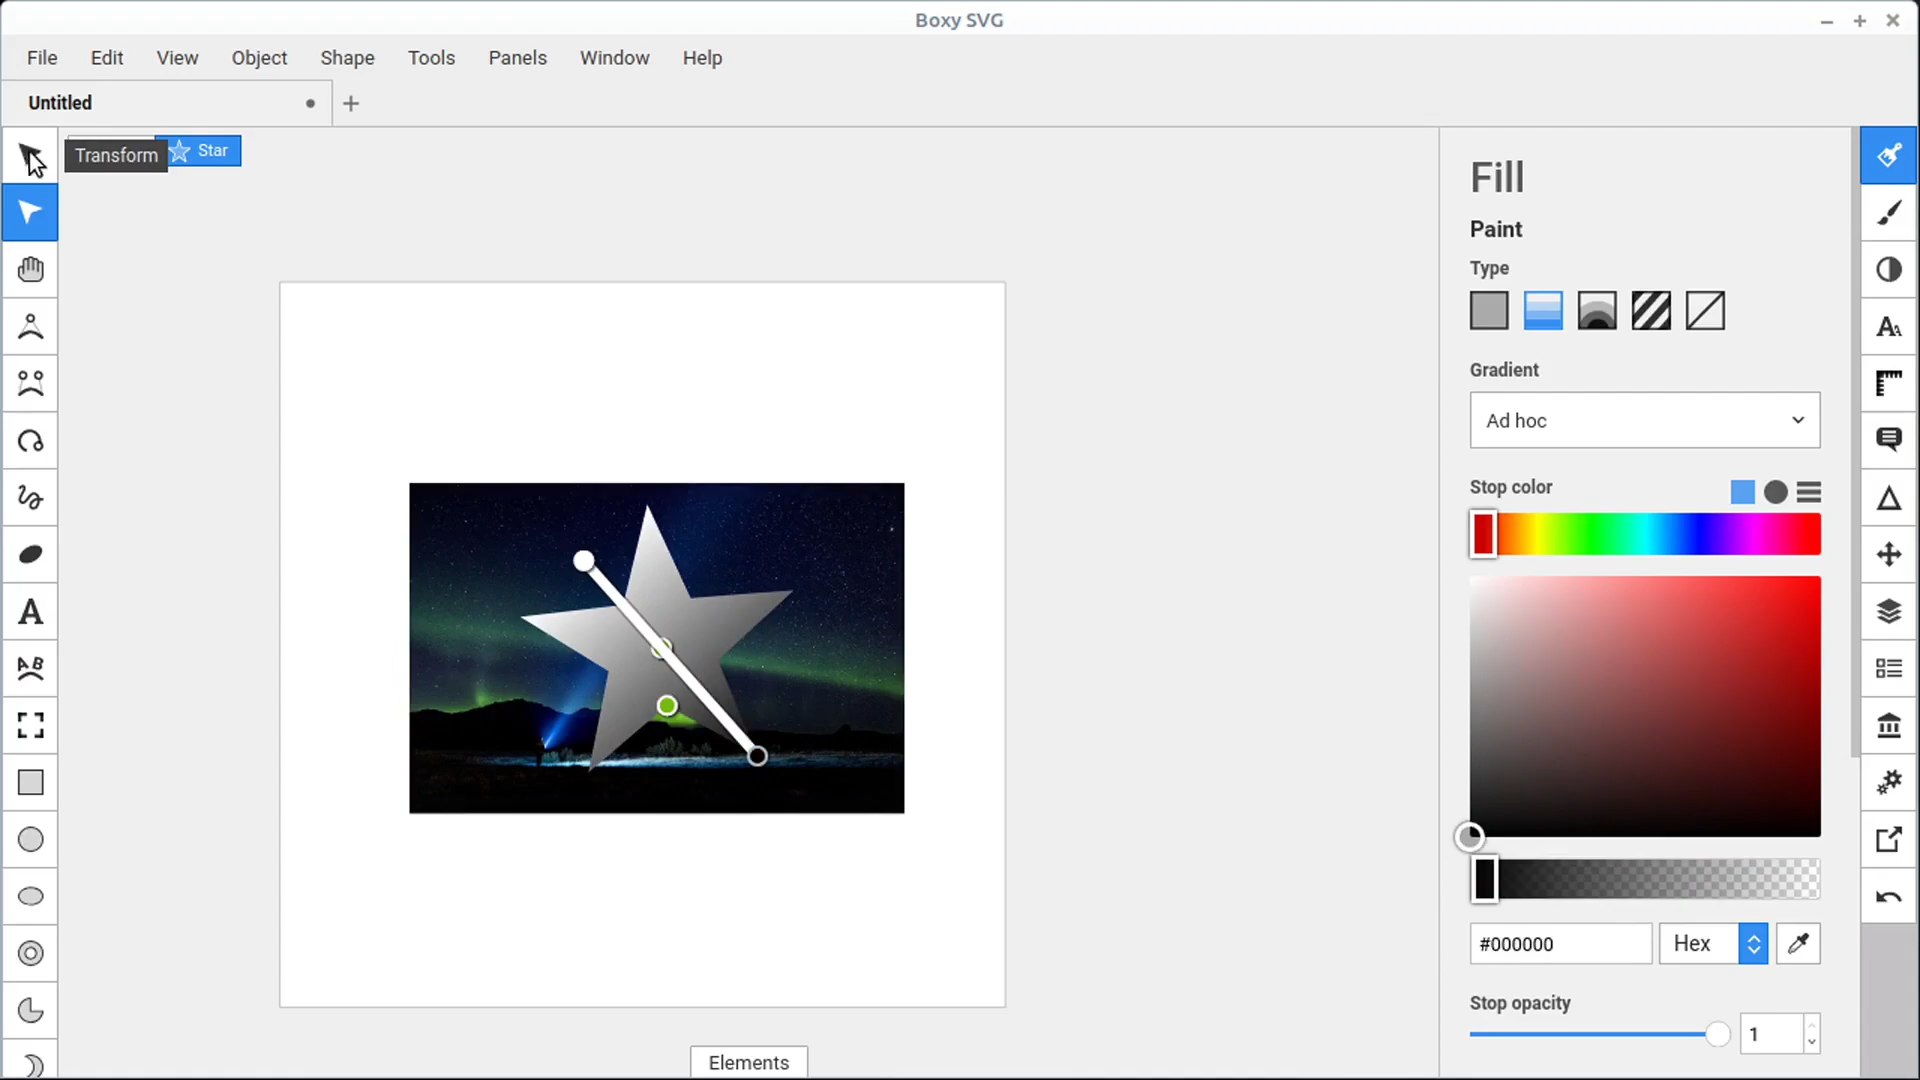 Boxy SVG
File Edit View Object Shape Tools Panels Window Help
Untitled
Transform
Star
Fill
Paint
Type
Gradient
Ad hoc
Stop color
#000000
Hex
Stop opacity
1
Elements